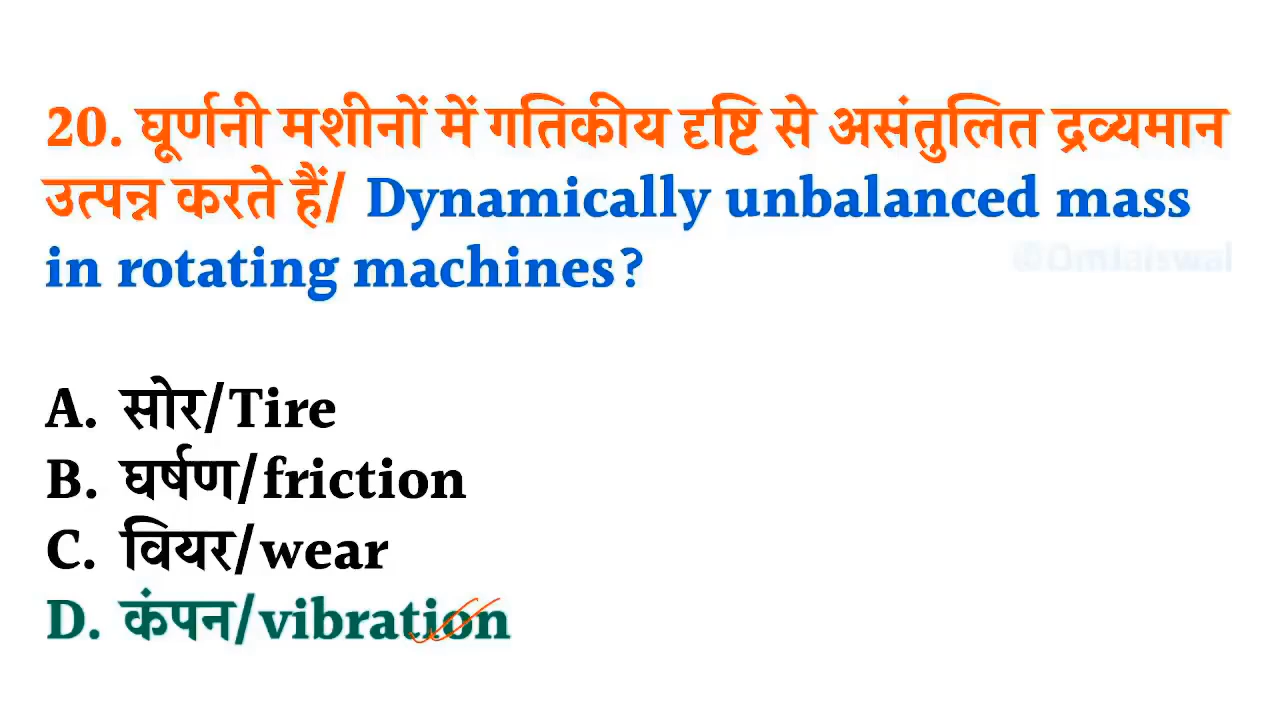 20. घूर्णनी मशीनों में गतिकीय दृष्टि से असंतुलित द्रव्यमान
उत्पन्न करते हैं/ Dynamically unbalanced mass
in rotating machines?
A. सोर/Tire
B. घर्षण/friction
C. वियर/wear
D. कंपन/vibration